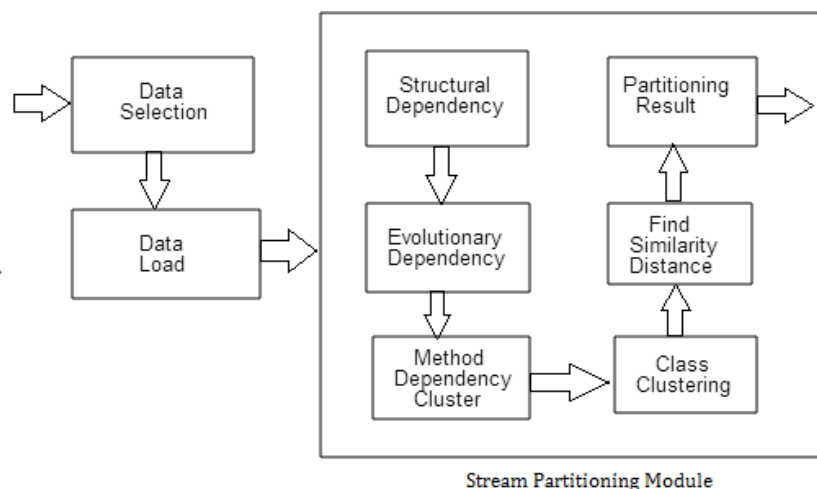 Data
Selection
Data
Load
Structural
Dependency
Evolutionary
Dependency
Method
Dependency
Cluster
Class
Clustering
Find
Similarity
Distance
Partitioning
Result
Stream Partitioning Module